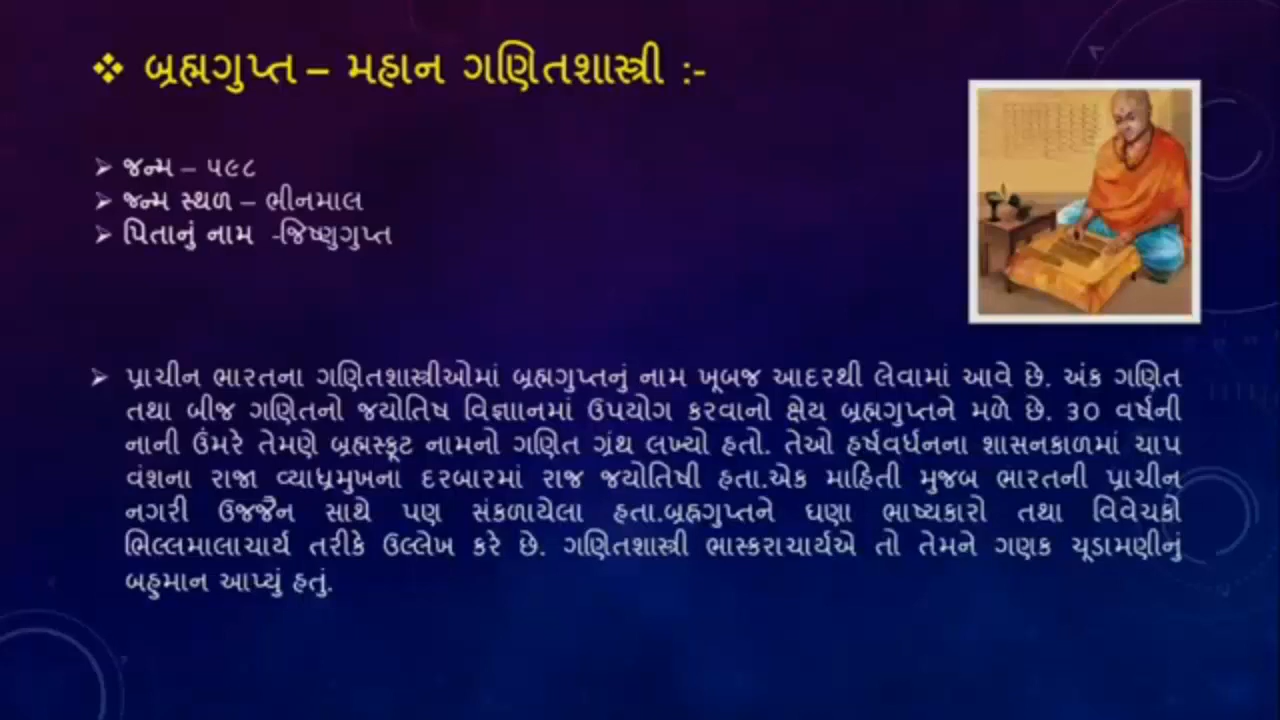 ❖ બ્રહ્મગુપ્ત – મહાન ગણિતશાસ્ત્રી :-
➢ જન્મ – ૫૯૮
➢ જન્મ સ્થળ – ભીનમાલ
➢ પિતાનું નામ -જિષ્ણુગુપ્ત
➢ પ્રાચીન ભારતના ગણિતશાસ્ત્રીઓમાં બ્રહ્મગુપ્તનું નામ ખૂબજ આદરથી લેવામાં આવે છે. અંક ગણિત
તથા બીજ ગણિતનો જયોતિષ વિજ્ઞાાનમાં ઉપયોગ કરવાનો ક્ષેય બ્રહ્મગુપ્તને મળે છે. 30 વર્ષની
નાની ઉંમરે તેમણે બ્રહ્મસ્કૂટ નામનો ગણિત ગ્રંથ લખ્યો હતો. તેઓ હર્ષવર્ધનના શાસનકાળમાં ચાપ
વંશના રાજા વ્યાઘ્રમુખના દરબારમાં રાજ જયોતિષી હતા.એક માહિતી મુજબ ભારતની પ્રાચીન
નગરી ઉજજૈન સાથે પણ સંકળાયેલા હતા.બ્રહ્મગુપ્તને ઘણા ભાષ્યકારો તથા વિવેચકો
ભિલ્લમાલાચાર્ય તરીકે ઉલ્લેખ કરે છે. ગણિતશાસ્ત્રી ભાસ્કરાચાર્યએ તો તેમને ગણક ચૂડામણીનું
બહુમાન આપ્યું હતું.